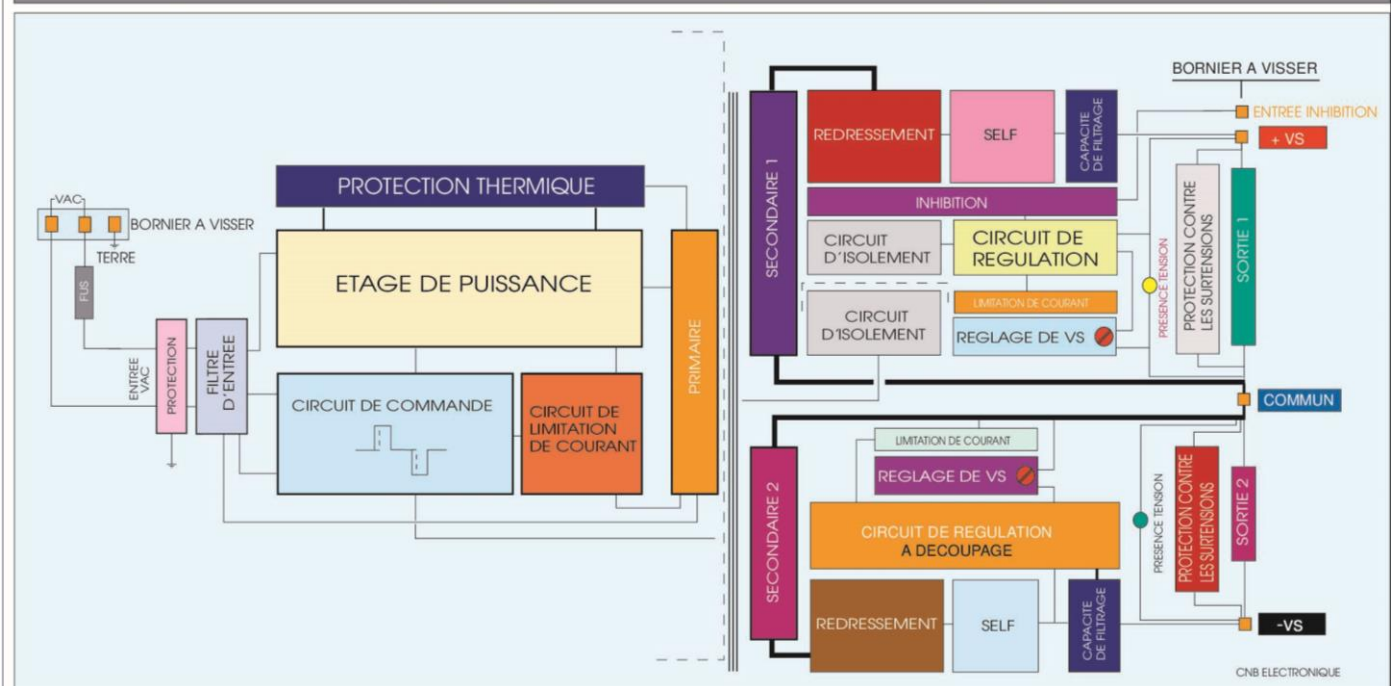 VAC
BORNIER A VISSER
TERRE
FUS
ENTREE
VAC
PROTECTION
FILTRE
D'ENTREE
PROTECTION THERMIQUE
ETAGE DE PUISSANCE
CIRCUIT DE COMMANDE
CIRCUIT DE
LIMITATION
DE COURANT
PRIMAIRE
SECONDAIRE 1
REDRESSEMENT
SELF
CAPACITE
DE FILTRAGE
INHIBITION
CIRCUIT
D'ISOLEMENT
CIRCUIT DE
REGULATION
LIMITATION DE COURANT
CIRCUIT
D'ISOLEMENT
REGLAGE DE VS
PRESENCE TENSION
PROTECTION CONTRE
LES SURTENSIONS
SORTIE 1
BORNIER A VISSER
ENTREE INHIBITION
+ VS
COMMUN
SECONDAIRE 2
LIMITATION DE COURANT
REGLAGE DE VS
CIRCUIT DE REGULATION
A DECOUPAGE
REDRESSEMENT
SELF
CAPACITE
DE FILTRAGE
PRESENCE TENSION
PROTECTION CONTRE
LES SURTENSIONS
SORTIE 2
-VS
CNB ELECTRONIQUE